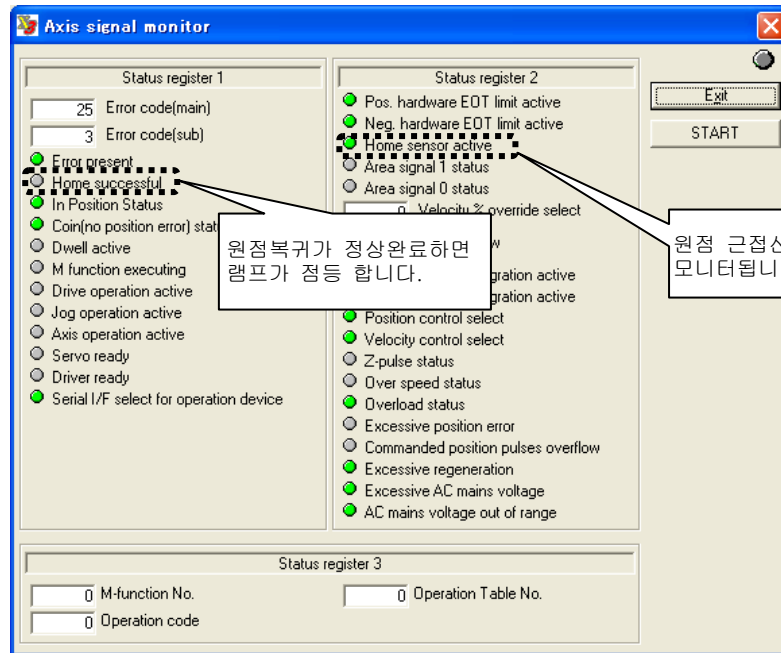 Axis signal monitor
Status register 1
25 Error code(main)
3 Error code(sub)
Error present
Home successful
In Position Status
Coin(no position error)
Dwell active
M function executing
Drive operation active
Jog operation active
Axis operation active
Servo ready
Driver ready
Serial I/F select for operation device
원점복귀가 정상완료하면
램프가 점등 합니다.
Status register 2
Pos. hardware EOT limit active
Neg. hardware EOT limit active
Home sensor active
Area signal 1 status
Area signal 0 status
0 Velocity % override select
active
active
Position control select
Velocity control select
Z-pulse status
Over speed status
Overload status
Excessive position error
Commanded position pulses overflow
Excessive regeneration
Excessive AC mains voltage
AC mains voltage out of range
Exit
START
원점
모니터됩니
Status register 3
0 M-function No.
0 Operation code
0 Operation Table No.